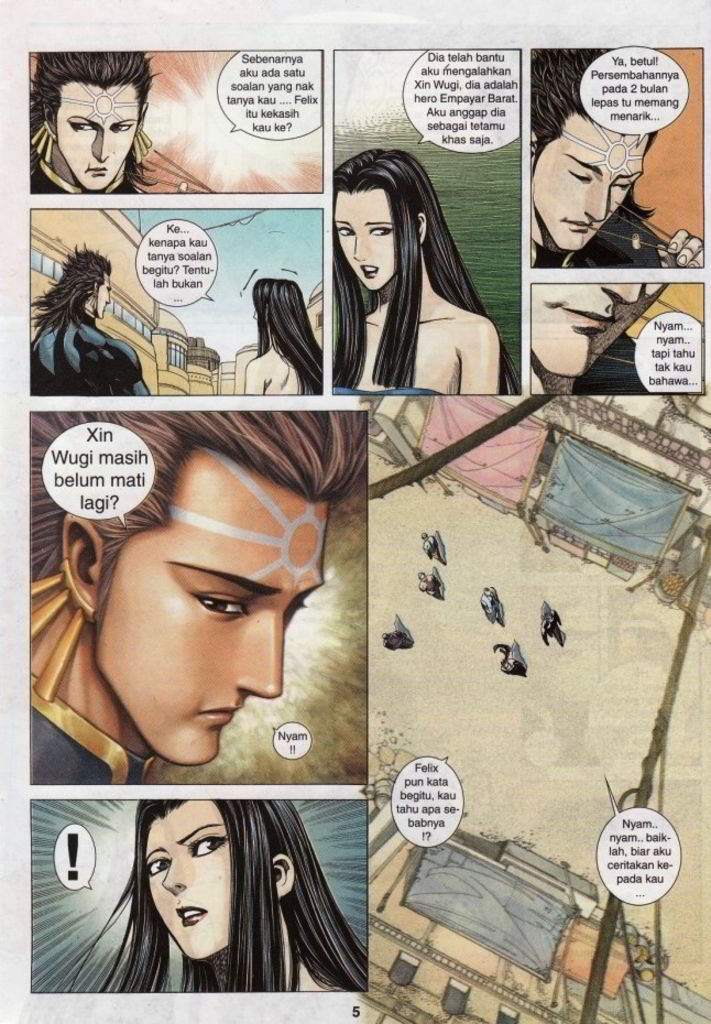 Sebenarnya
aku ada satu
soalan yang nak
tanya kau .... Felix
itu kekasih
kau ke?
Ke...
kenapa kau
tanya soalan
begitu? Tentu-
lah bukan
...
Dia telah bantu
aku mengalahkan
Xin Wugi, dia adalah
hero Empayar Barat.
Aku anggap dia
sebagai tetamu
khas saja.
Ya, betul!
Persembahannya
pada 2 bulan
lepas tu memang
menarik...
Nyam...
nyam..
tapi tahu
tak kau
bahawa...
Xin
Wugi masih
belum mati
lagi?
Nyam
!!
!
Felix
pun kata
begitu, kau
tahu apa se-
babnya
!?
Nyam..
nyam.. baik-
lah, biar aku
ceritakan ke-
pada kau
...
5